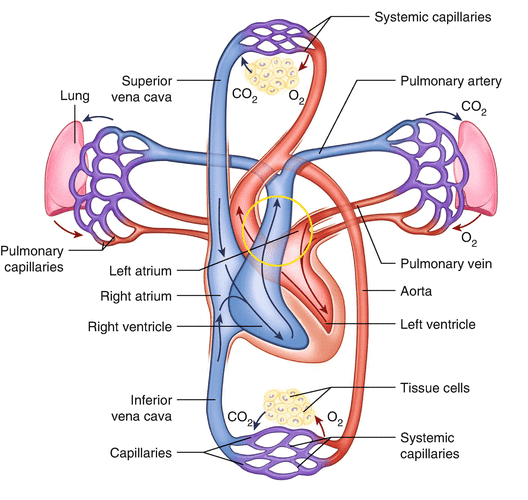 Systemic capillaries
Superior
vena cava
Pulmonary artery
Lung
CO2
O2
CO2
O2
Pulmonary
capillaries
Left atrium
Pulmonary vein
Right atrium
Aorta
Right ventricle
Left ventricle
Inferior
vena cava
Tissue cells
CO2
O2
Capillaries
Systemic
capillaries